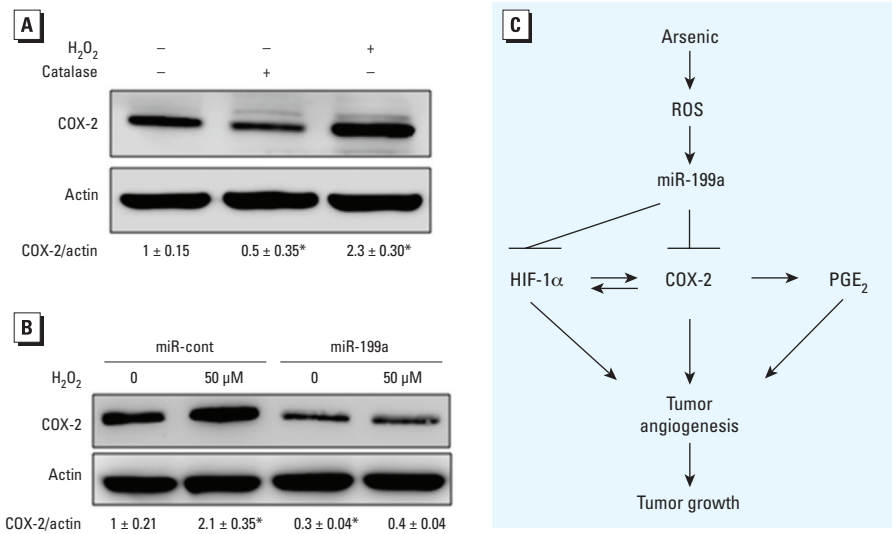 A
H₂O₂ – – +
Catalase – + –
COX-2
Actin
COX-2/actin 1 ± 0.15 0.5 ± 0.35* 2.3 ± 0.30*
B
miR-cont miR-199a
H₂O₂ 0 50 µM 0 50 µM
COX-2
Actin
COX-2/actin 1 ± 0.21 2.1 ± 0.35* 0.3 ± 0.04* 0.4 ± 0.04
C
Arsenic
ROS
miR-199a
HIF-1α COX-2 PGE₂
Tumor
angiogenesis
Tumor growth